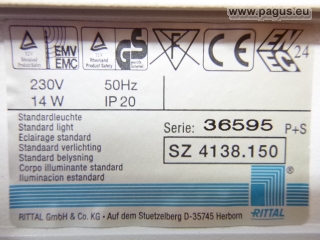 www.pagus.eu
EMV
EMC
GS
F
CE
ENEC 24
230V 50Hz
14 W IP 20
Standardleuchte
Standard light
Eclairage standard
Standaard verlichting
Standard belysning
Corpo illuminante standard
Iluminacion estandard
Serie: 36595 P+S
SZ 4138.150
RITTAL
RITTAL GmbH & Co. KG - Auf dem Stuetzelberg D-35745 Herborn